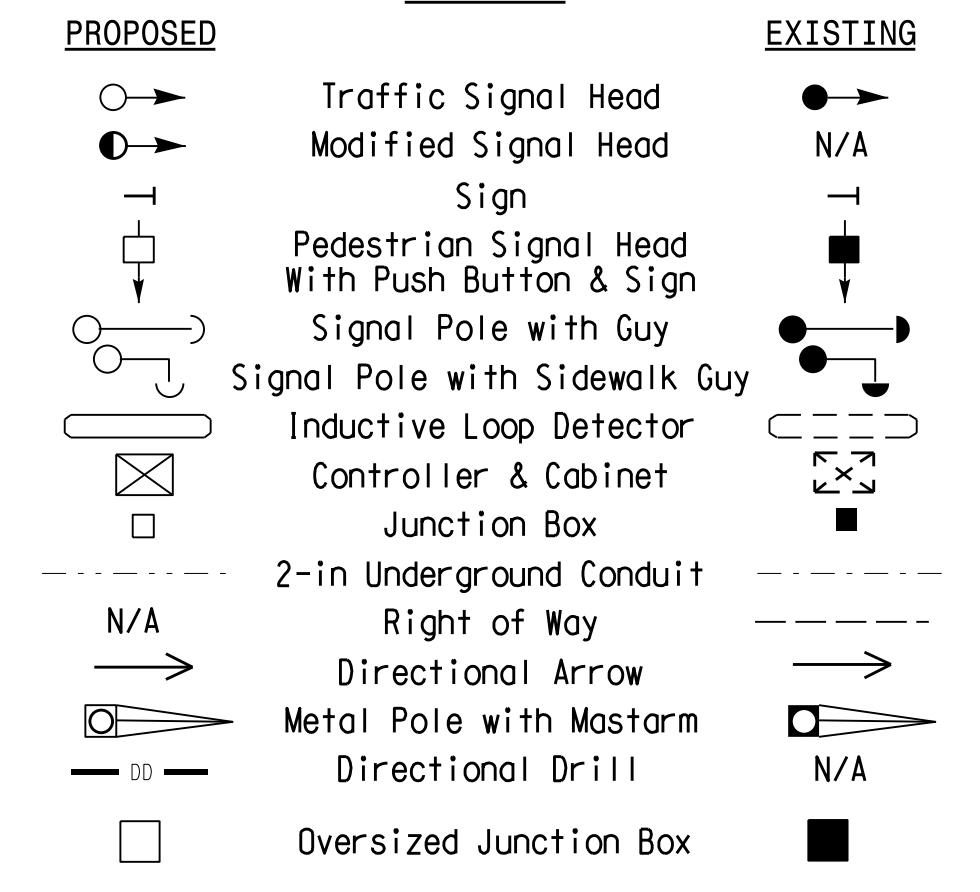 PROPOSED EXISTING
Traffic Signal Head
Modified Signal Head N/A
Sign
Pedestrian Signal Head
With Push Button & Sign
Signal Pole with Guy
Signal Pole with Sidewalk Guy
Inductive Loop Detector
Controller & Cabinet
Junction Box
2-in Underground Conduit
N/A Right of Way
Directional Arrow
Metal Pole with Mastarm
DD Directional Drill N/A
Oversized Junction Box